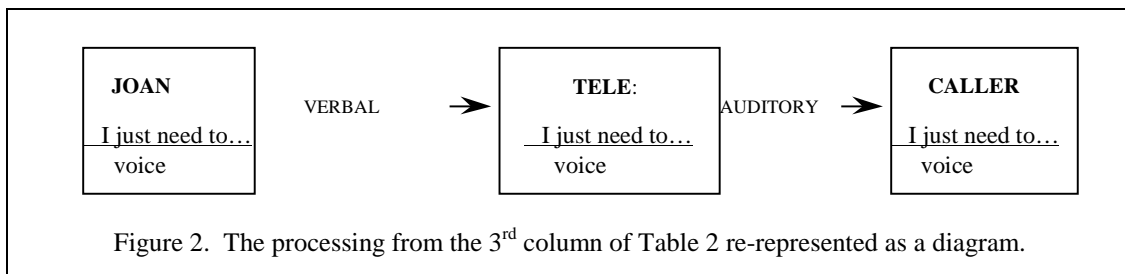 JOAN TELE: CALLER
VERBAL AUDITORY
I just need to… I just need to… I just need to…
voice voice voice
Figure 2. The processing from the 3rd column of Table 2 re-represented as a diagram.